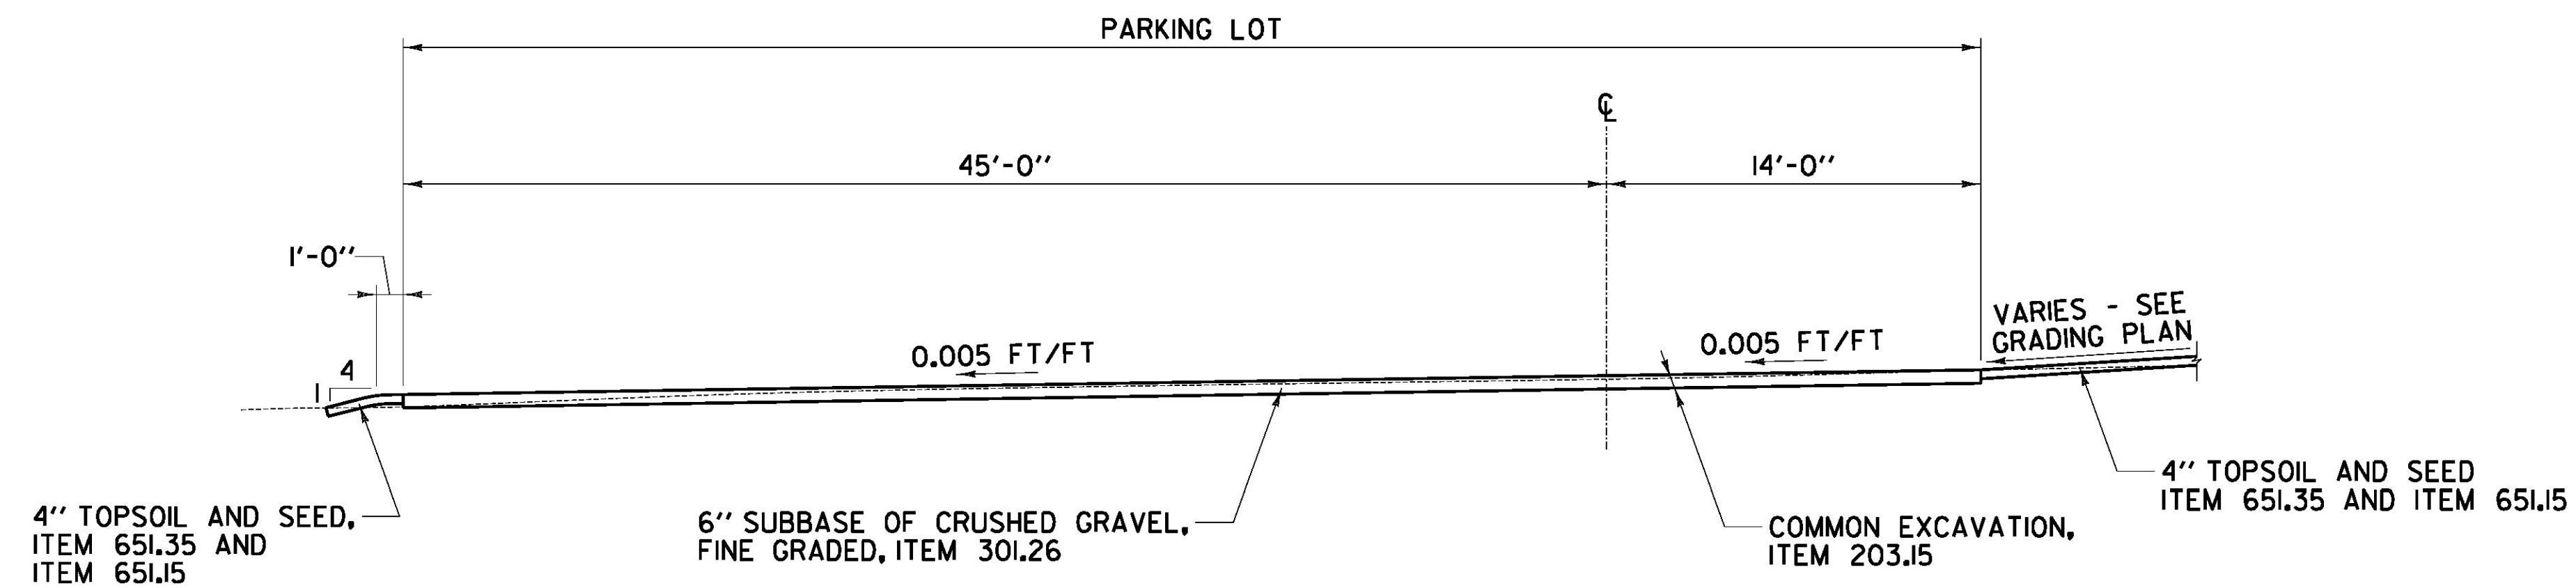 PARKING LOT
℄
45'-0"
14'-0"
1'-0"
VARIES - SEE
GRADING PLAN
0.005 FT/FT
0.005 FT/FT
4
1
4" TOPSOIL AND SEED,
ITEM 651.35 AND
ITEM 651.15
6" SUBBASE OF CRUSHED GRAVEL,
FINE GRADED, ITEM 301.26
COMMON EXCAVATION,
ITEM 203.15
4" TOPSOIL AND SEED
ITEM 651.35 AND ITEM 651.15